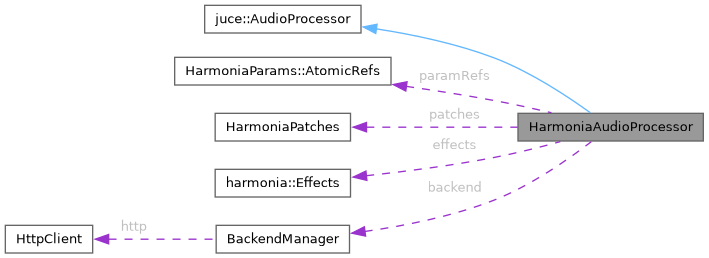 juce::AudioProcessor
HarmoniaParams::AtomicRefs
paramRefs
HarmoniaPatches
patches
HarmoniaAudioProcessor
effects
harmonia::Effects
backend
HttpClient
http
BackendManager